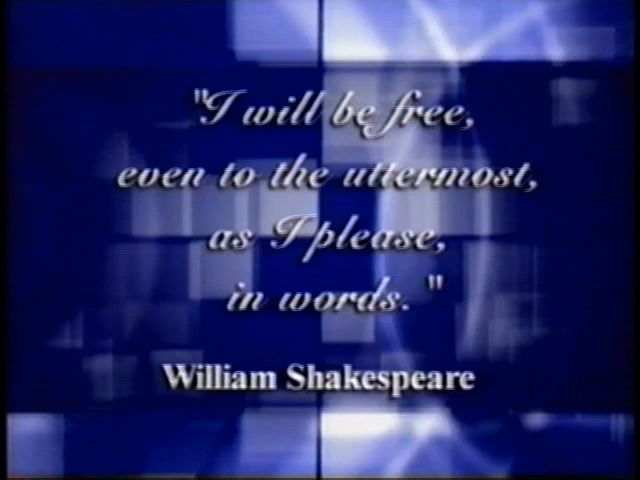 "I will be free,
even to the uttermost,
as I please,
in words. "
William Shakespeare